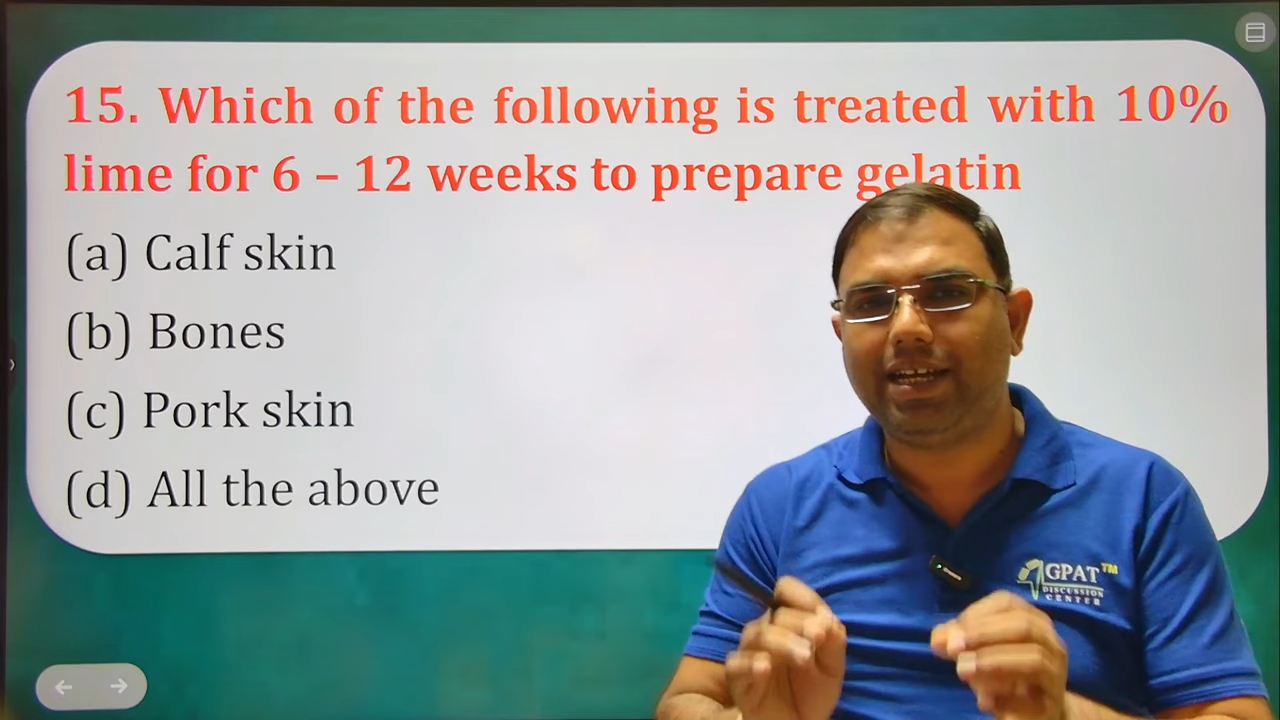 15. Which of the following is treated with 10%
lime for 6 – 12 weeks to prepare gelatin
(a) Calf skin
(b) Bones
(c) Pork skin
(d) All the above
GPAT™
DISCUSSION
CENTER